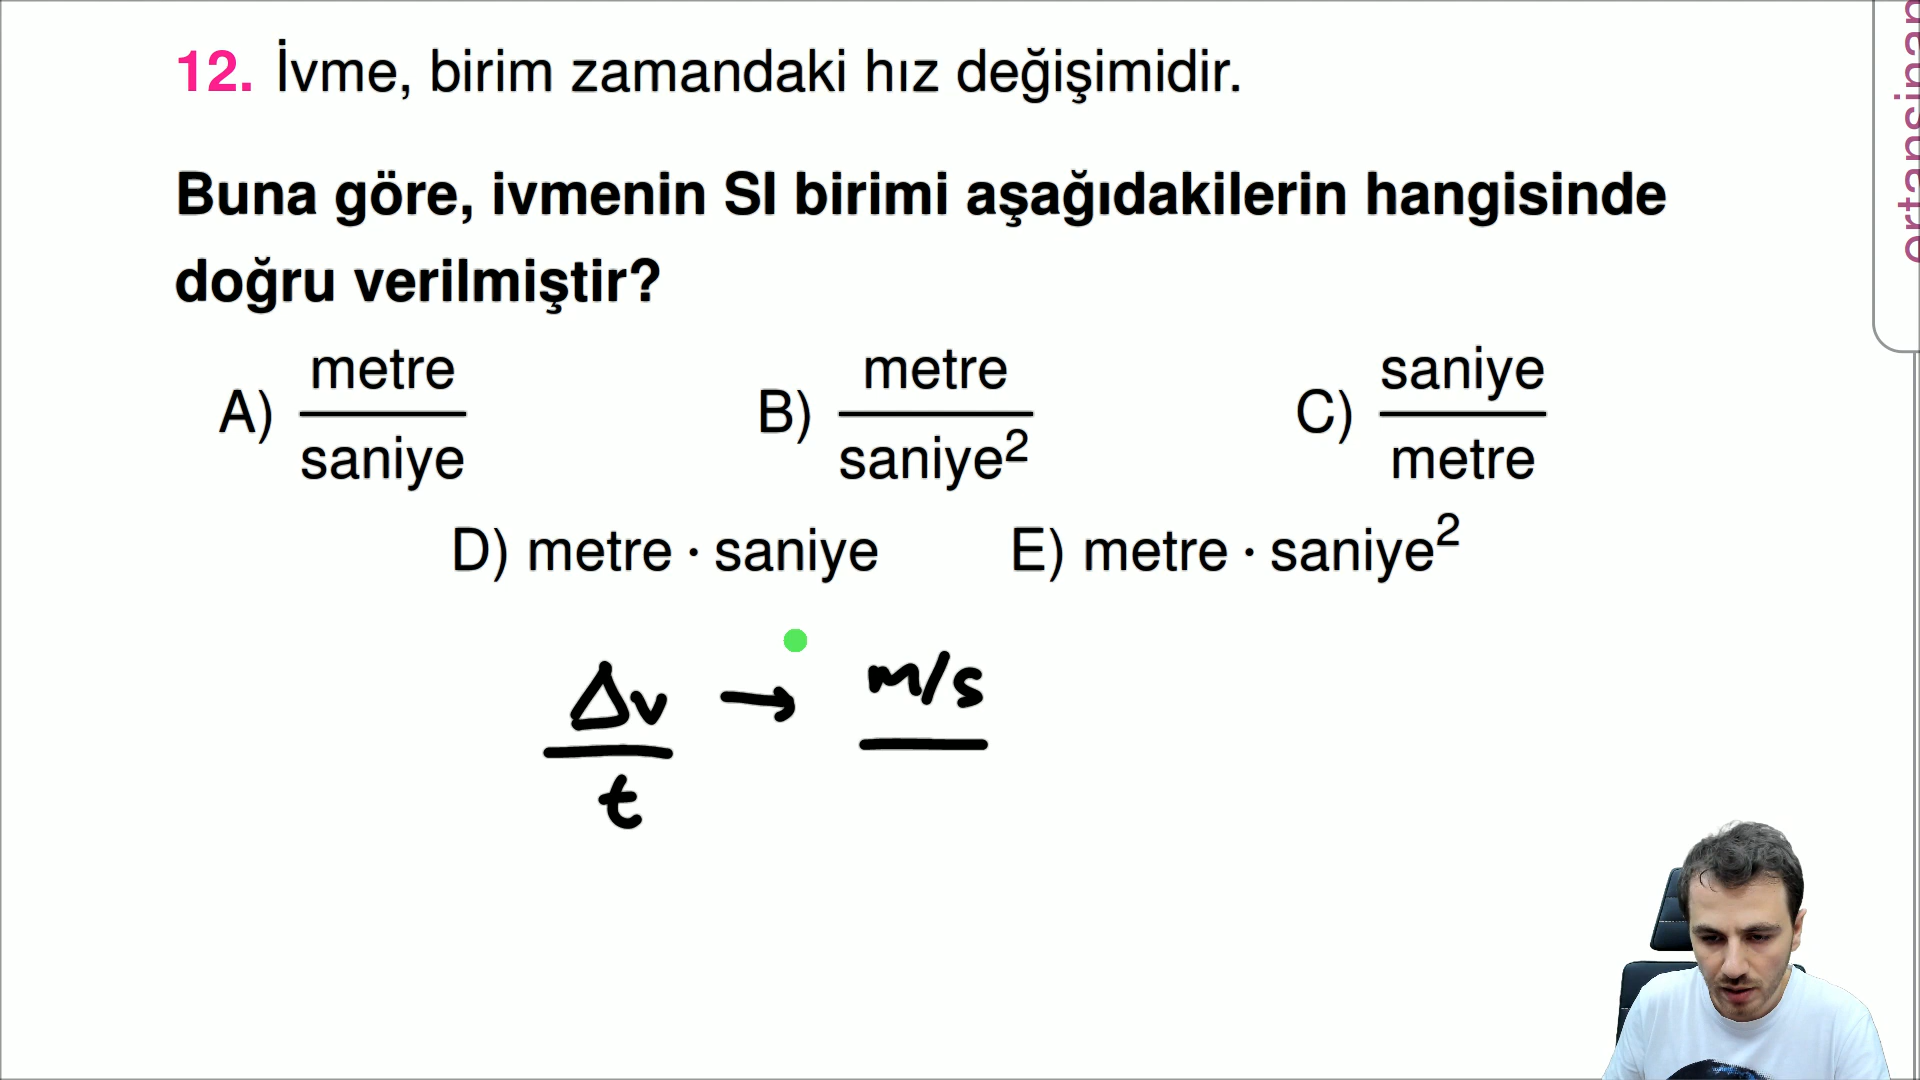 12. İvme, birim zamandaki hız değişimidir.
Buna göre, ivmenin SI birimi aşağıdakilerin hangisinde
doğru verilmiştir?
A) metre / saniye B) metre / saniye² C) saniye / metre
D) metre · saniye E) metre · saniye²
Δv / t → m/s